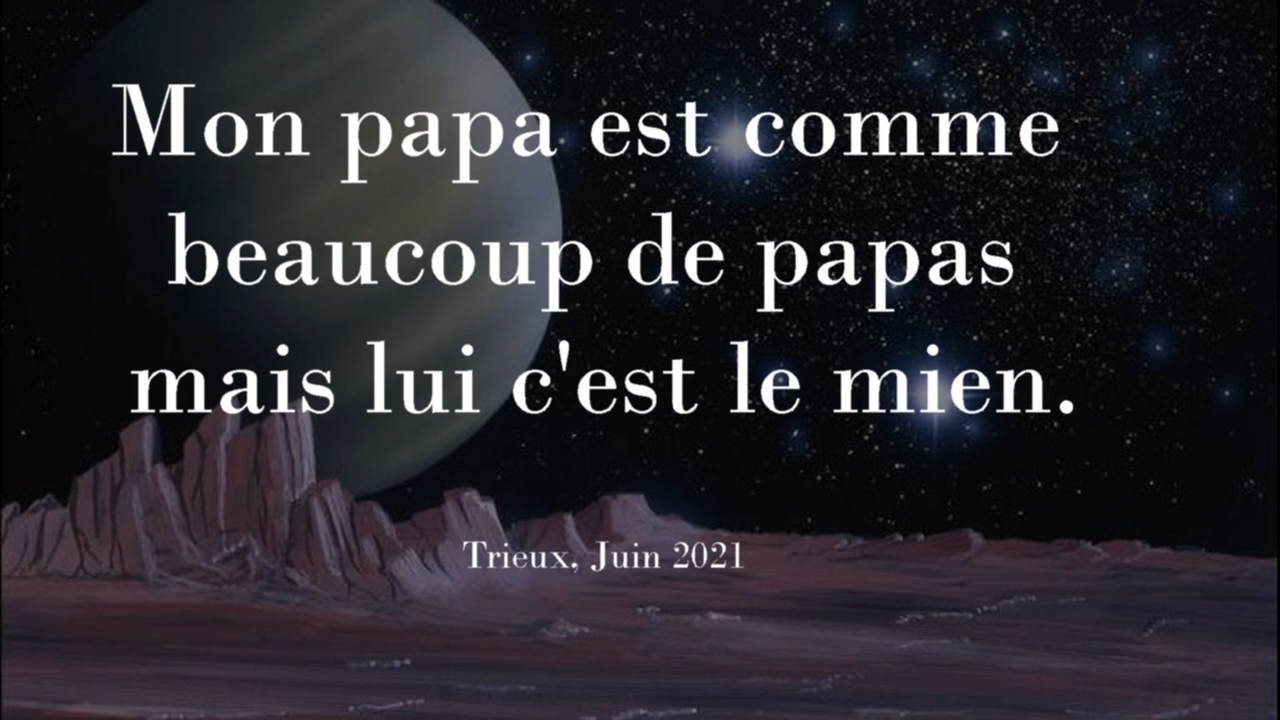 Mon papa est comme
beaucoup de papas
mais lui c'est le mien.
Trieux, Juin 2021